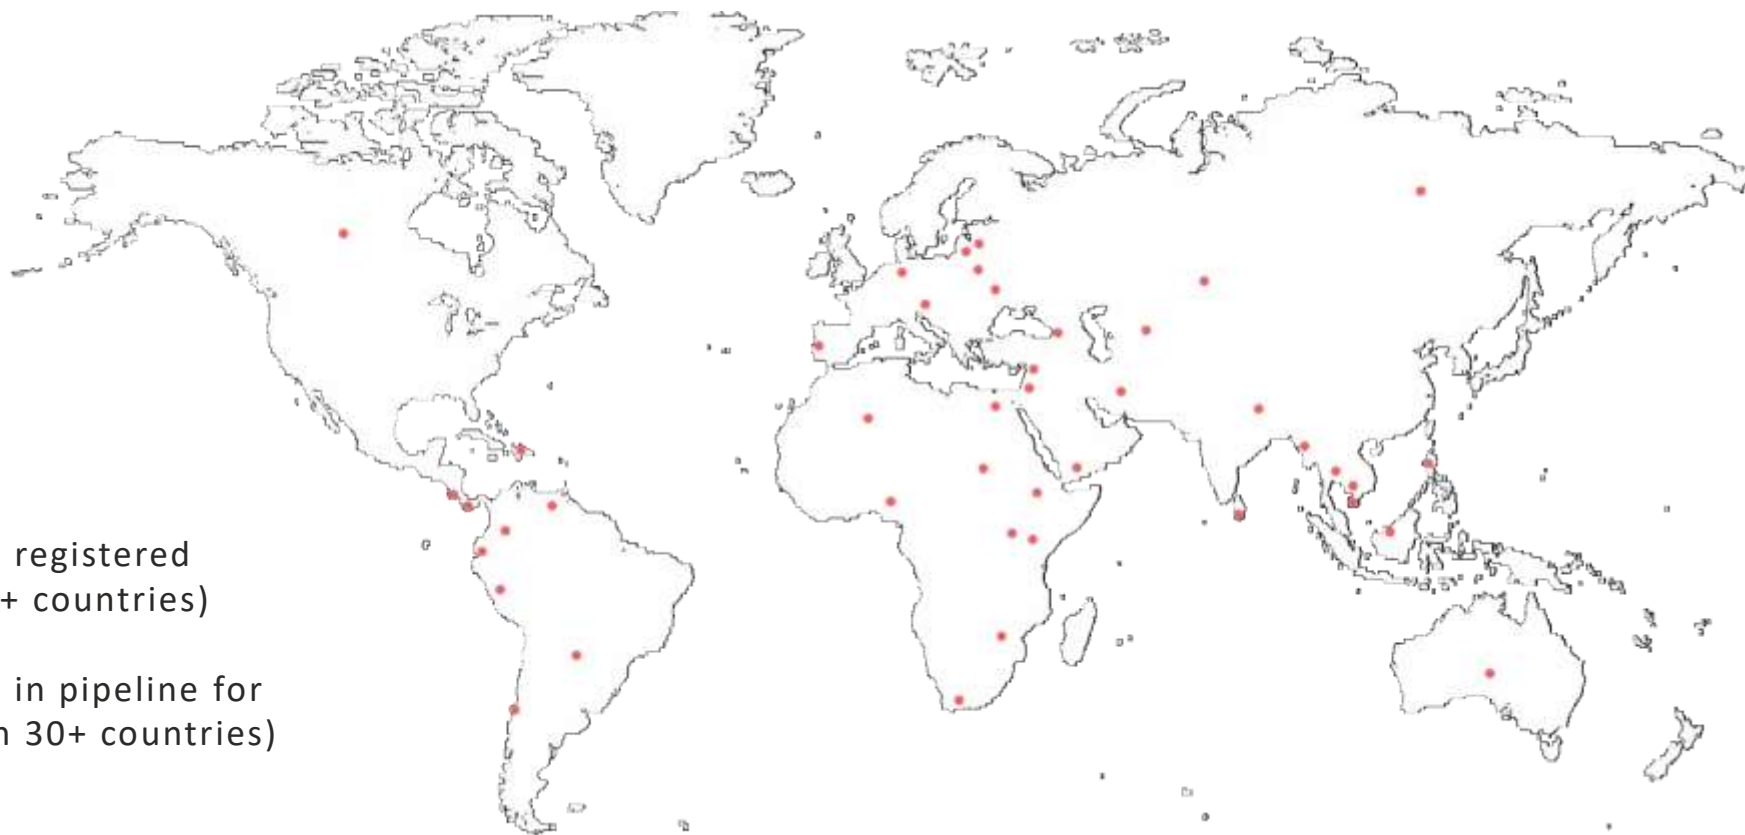 registered
+ countries)
in pipeline for
30+ countries)